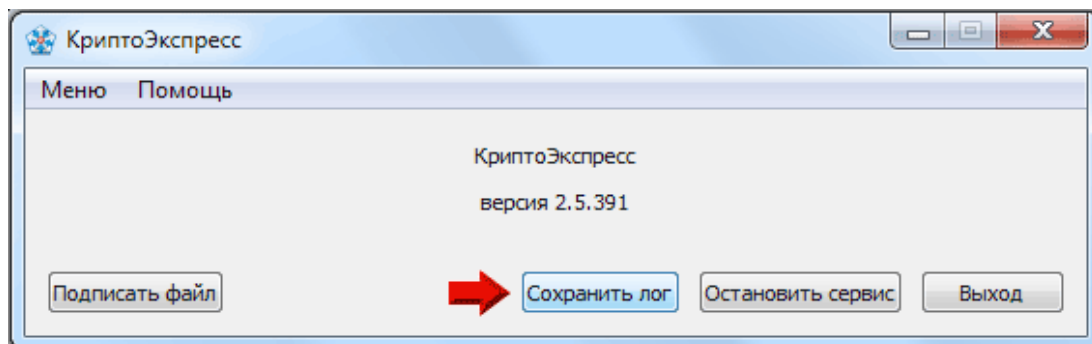 КриптоЭкспресс
Меню Помощь
КриптоЭкспресс
версия 2.5.391
Подписать файл Сохранить лог Остановить сервис Выход